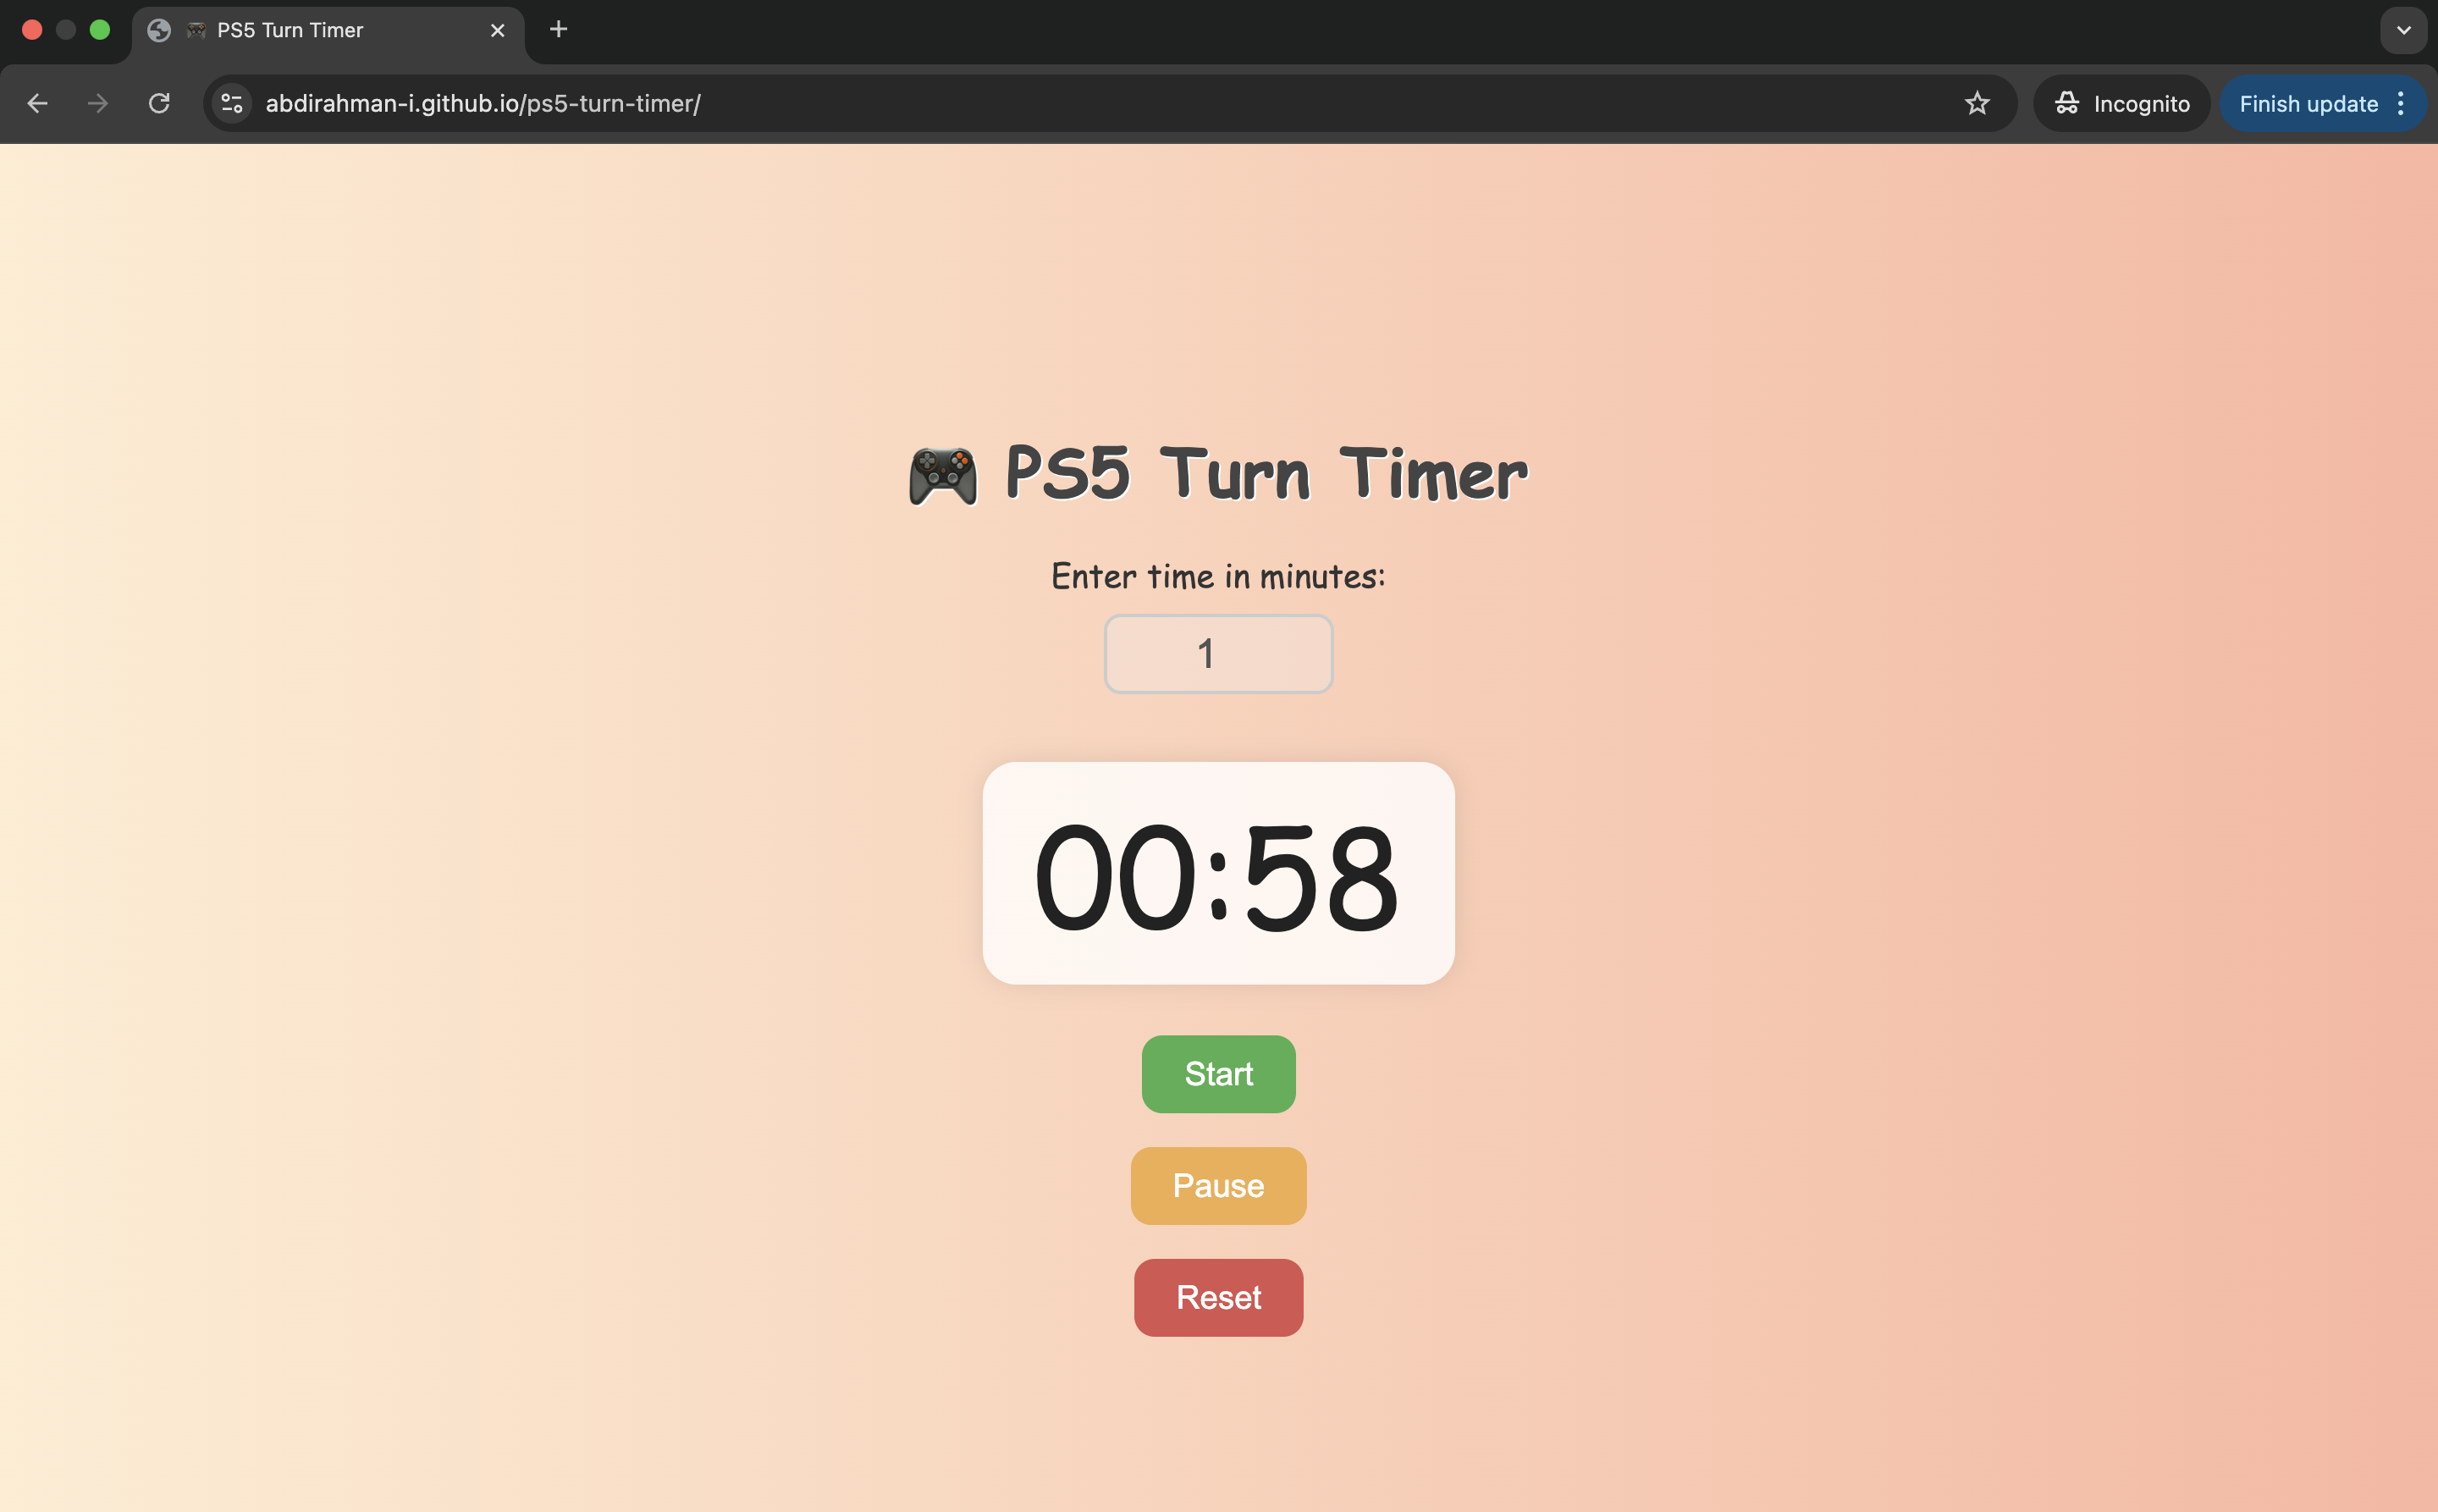 🎮 PS5 Turn Timer
abdirahman-i.github.io/ps5-turn-timer/
Incognito
Finish update
🎮 PS5 Turn Timer
Enter time in minutes:
1
00:58
Start
Pause
Reset